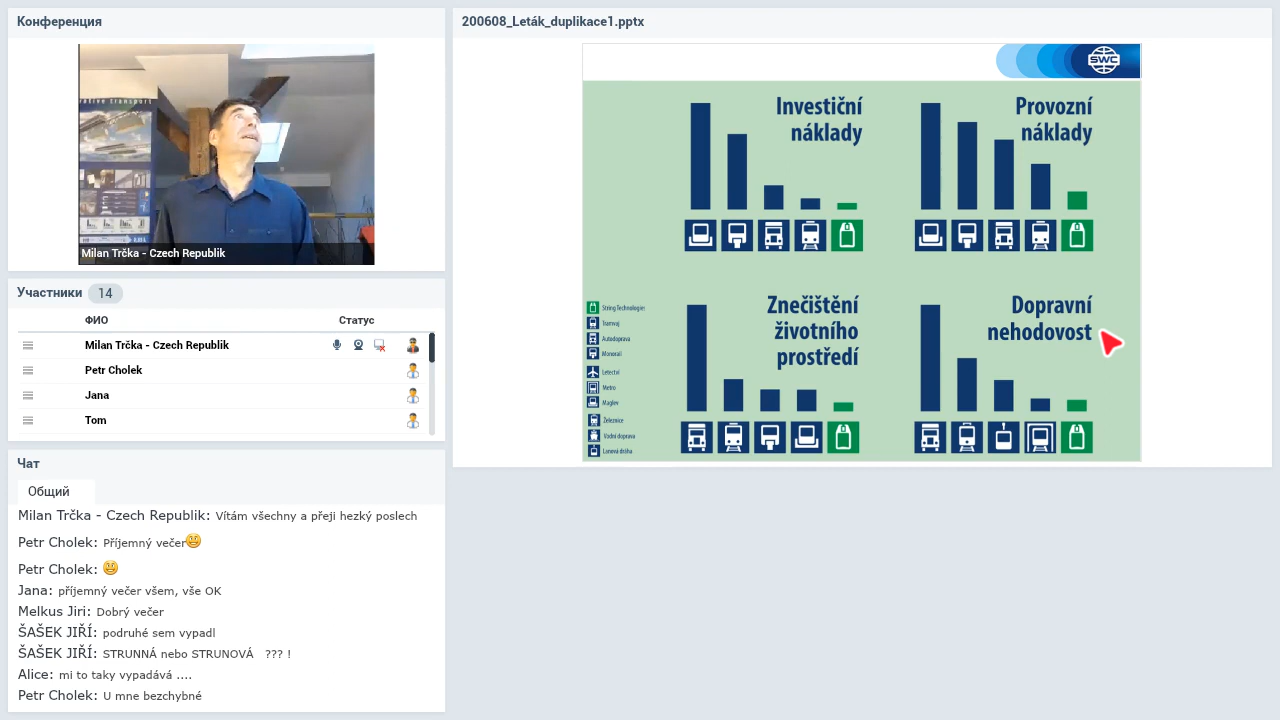 Конференция
ative transport
Milan Trčka - Czech Republik
Участники 14
ФИО Статус
Milan Trčka - Czech Republik
Petr Cholek
Jana
Tom
Чат
Общий
Milan Trčka - Czech Republik: Vítám všechny a přeji hezký poslech
Petr Cholek: Příjemný večer
Petr Cholek:
Jana: příjemný večer všem, vše OK
Melkus Jiri: Dobrý večer
ŠAŠEK JIŘÍ: podruhé sem vypadl
ŠAŠEK JIŘÍ: STRUNNÁ nebo STRUNOVÁ ??? !
Alice: mi to taky vypadává ....
Petr Cholek: U mne bezchybné
200608_Leták_duplikace1.pptx
SWC
Investiční
náklady
Provozní
náklady
Znečištění
životního
prostředí
Dopravní
nehodovost
String Technologies
Tramvaj
Autodoprava
Monorail
Letectví
Metro
Maglev
Železnice
Vodní doprava
Lanová dráha